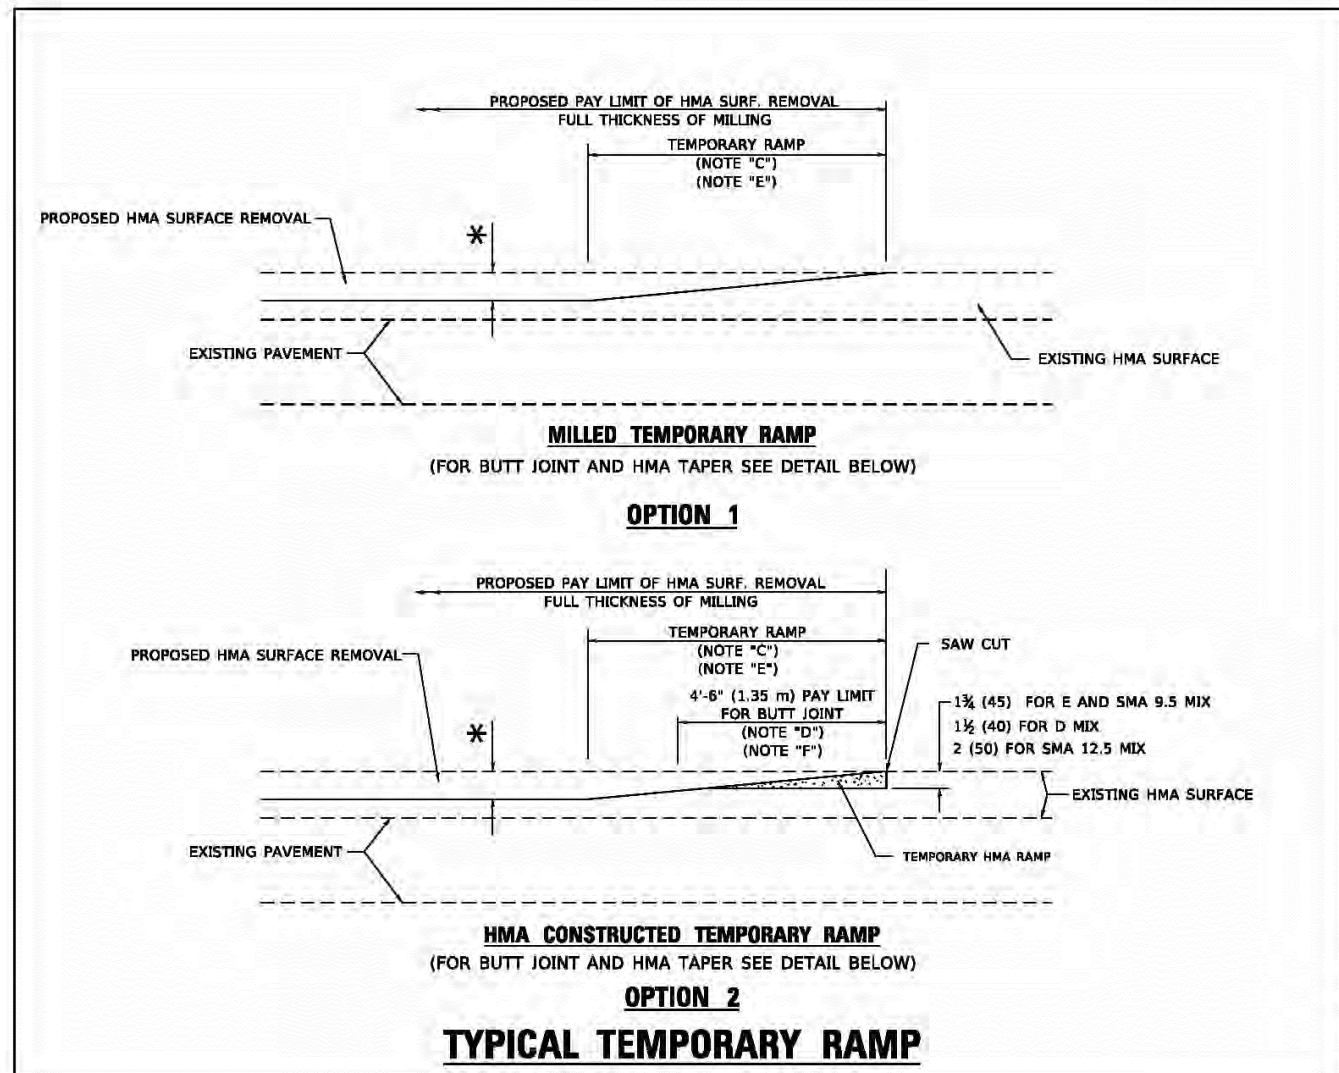 PROPOSED PAY LIMIT OF HMA SURF. REMOVAL
FULL THICKNESS OF MILLING
TEMPORARY RAMP
(NOTE "C")
(NOTE "E")
PROPOSED HMA SURFACE REMOVAL
*
EXISTING PAVEMENT
EXISTING HMA SURFACE
MILLED TEMPORARY RAMP
(FOR BUTT JOINT AND HMA TAPER SEE DETAIL BELOW)
OPTION 1
PROPOSED PAY LIMIT OF HMA SURF. REMOVAL
FULL THICKNESS OF MILLING
TEMPORARY RAMP
(NOTE "C")
(NOTE "E")
SAW CUT
PROPOSED HMA SURFACE REMOVAL
4'-6" (1.35 m) PAY LIMIT
FOR BUTT JOINT
(NOTE "D")
(NOTE "F")
1¾ (45) FOR E AND SMA 9.5 MIX
1½ (40) FOR D MIX
2 (50) FOR SMA 12.5 MIX
*
EXISTING HMA SURFACE
EXISTING PAVEMENT
TEMPORARY HMA RAMP
HMA CONSTRUCTED TEMPORARY RAMP
(FOR BUTT JOINT AND HMA TAPER SEE DETAIL BELOW)
OPTION 2
TYPICAL TEMPORARY RAMP